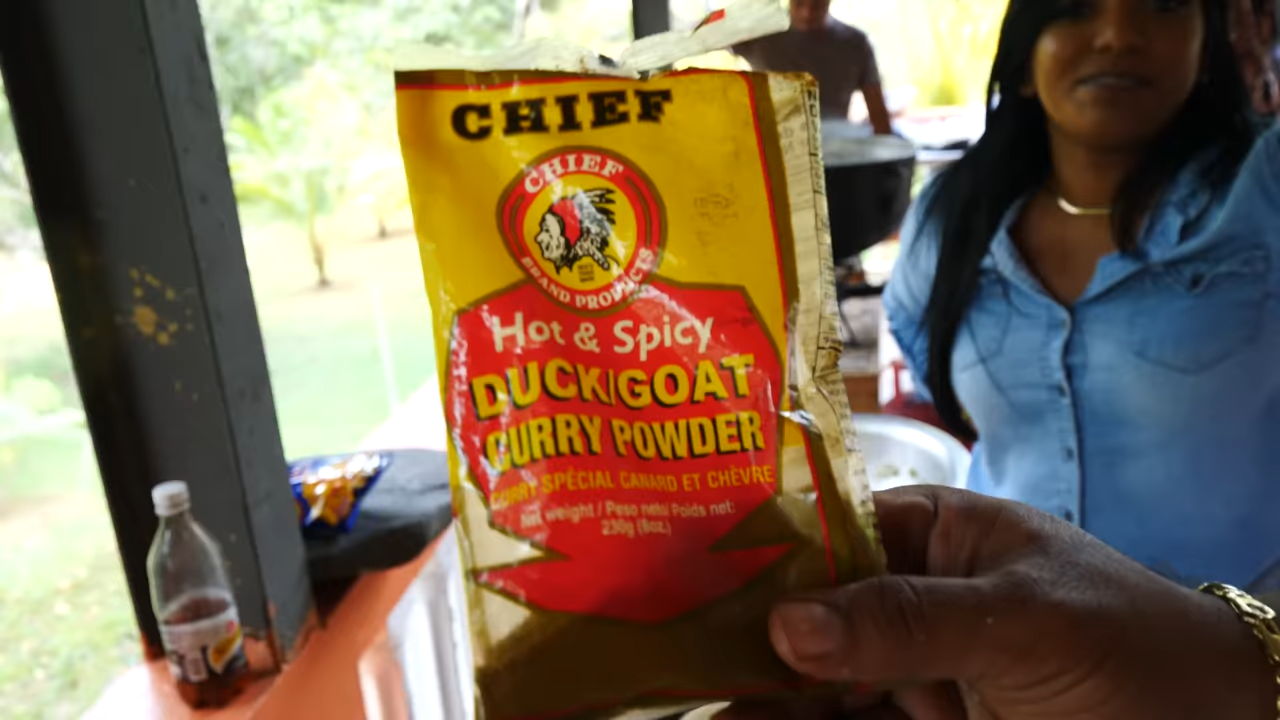 CHIEF
CHIEF
BRAND PRODUCTS
Hot & Spicy
DUCK/GOAT
CURRY POWDER
CURRY SPÉCIAL CANARD ET CHÈVRE
Net weight / Peso neto/ Poids net:
230g (8oz.)